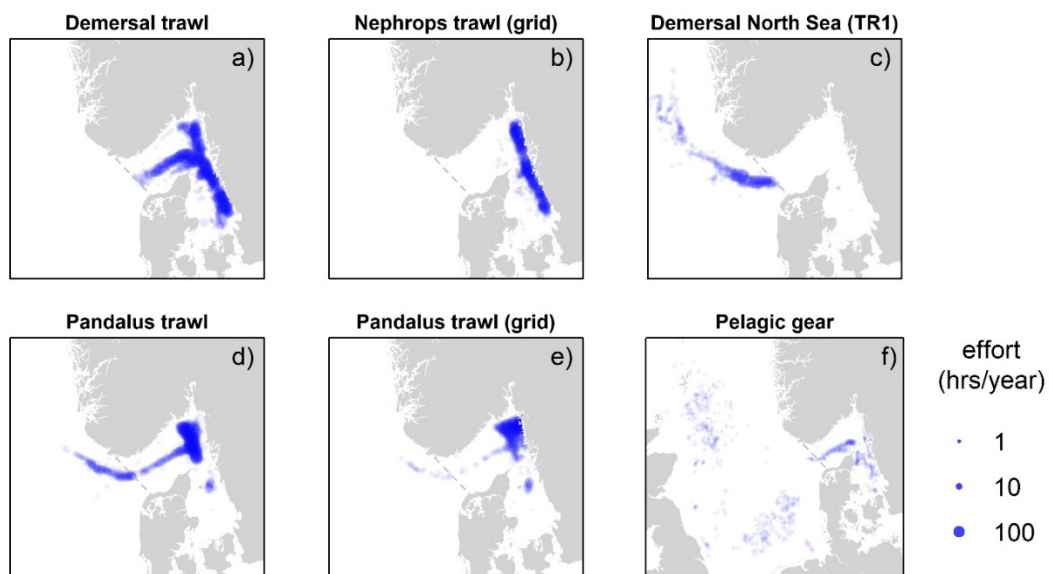 Demersal trawl
a)
Nephrops trawl (grid)
b)
Demersal North Sea (TR1)
c)
Pandalus trawl
d)
Pandalus trawl (grid)
e)
Pelagic gear
f)
effort
(hrs/year)
1
10
100